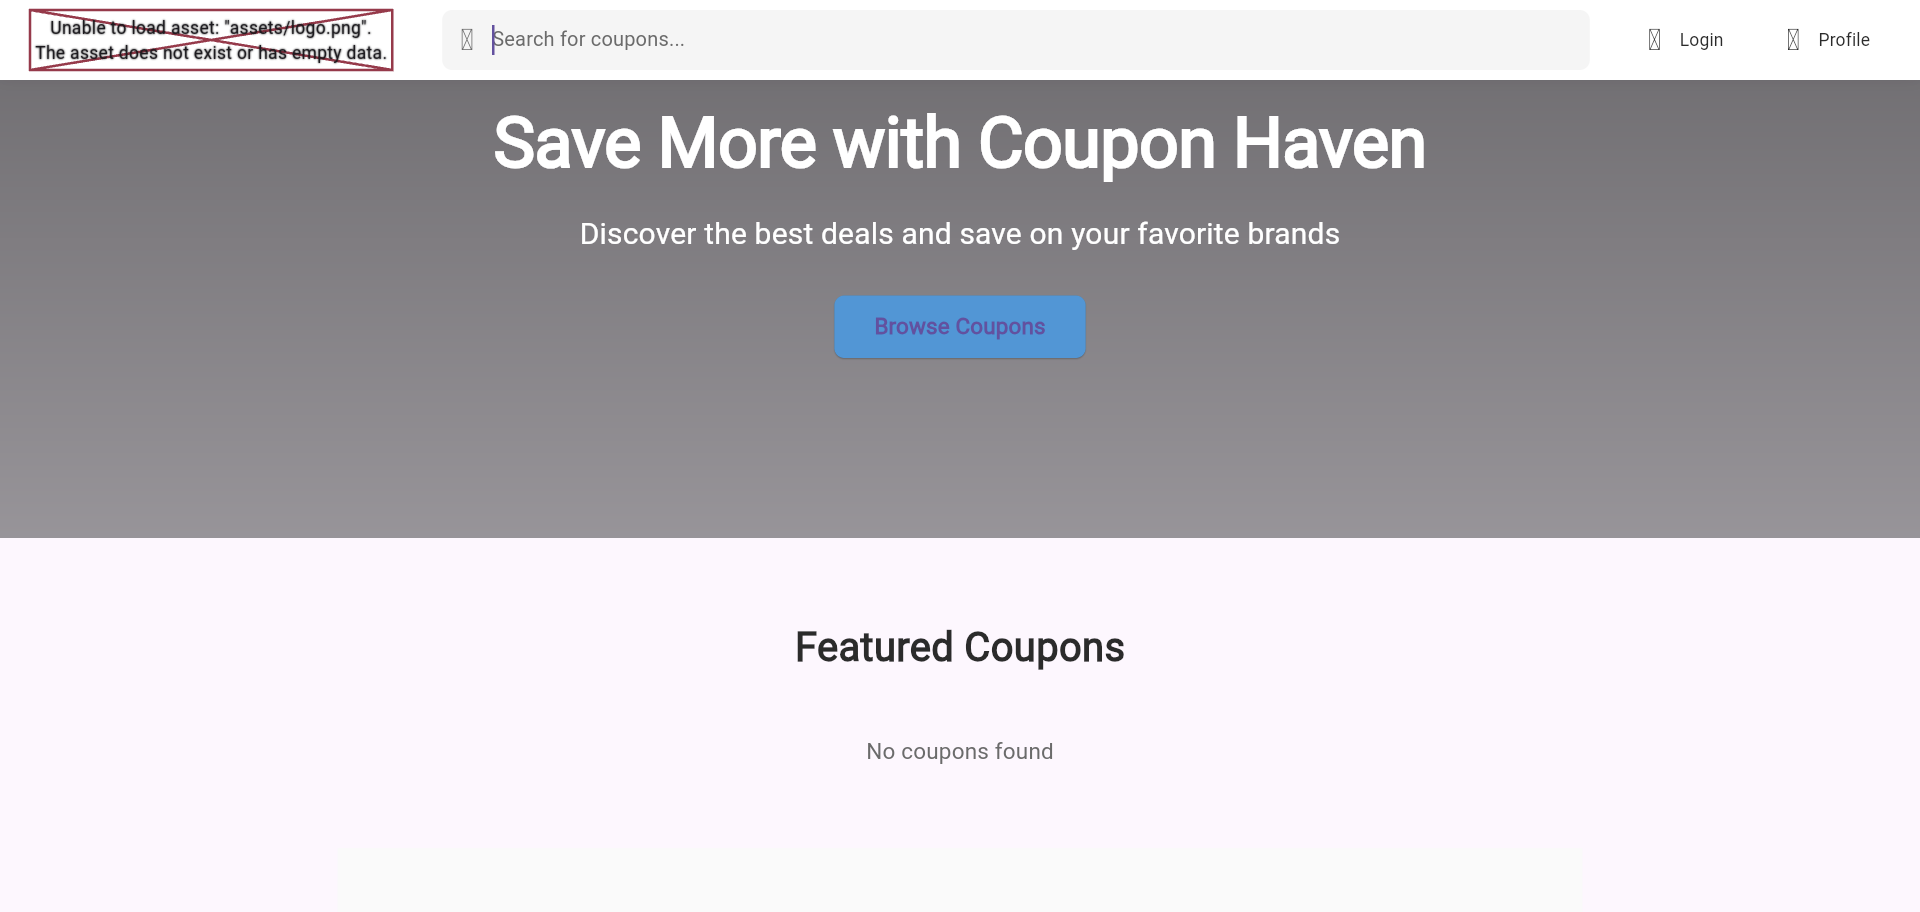 Unable to load asset: "assets/logo.png".
The asset does not exist or has empty data.
Search for coupons...
Login
Profile
Save More with Coupon Haven
Discover the best deals and save on your favorite brands
Browse Coupons
Featured Coupons
No coupons found